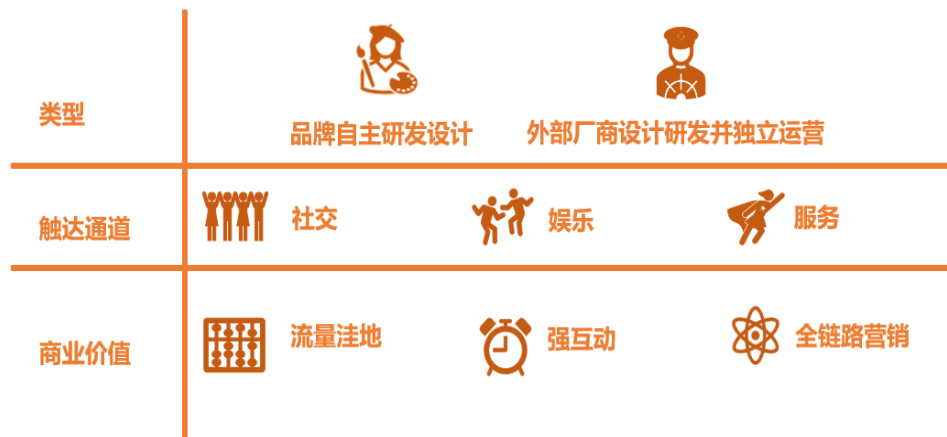 类型
品牌自主研发设计
外部厂商设计研发并独立运营
触达通道
社交
娱乐
服务
商业价值
流量洼地
强互动
全链路营销